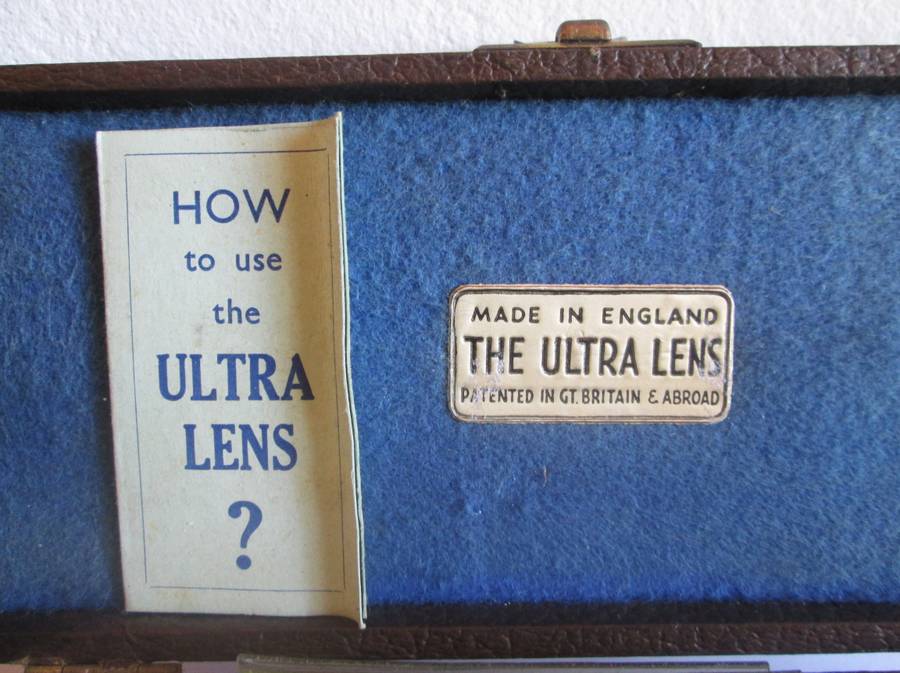 HOW
to use
the
ULTRA
LENS
?
MADE IN ENGLAND
THE ULTRA LENS
PATENTED IN GT. BRITAIN & ABROAD